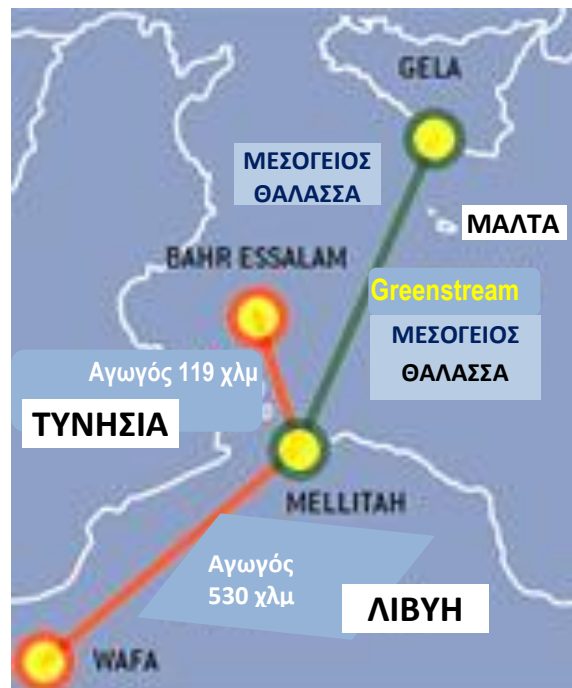 GELA
ΜΕΣΟΓΕΙΟΣ
ΘΑΛΑΣΣΑ
ΜΑΛΤΑ
BAHR ESSALAM
Greenstream
ΜΕΣΟΓΕΙΟΣ
ΘΑΛΑΣΣΑ
Αγωγός 119 χλμ
ΤΥΝΗΣΙΑ
MELLITAH
Αγωγός
530 χλμ
ΛΙΒΥΗ
WAFA